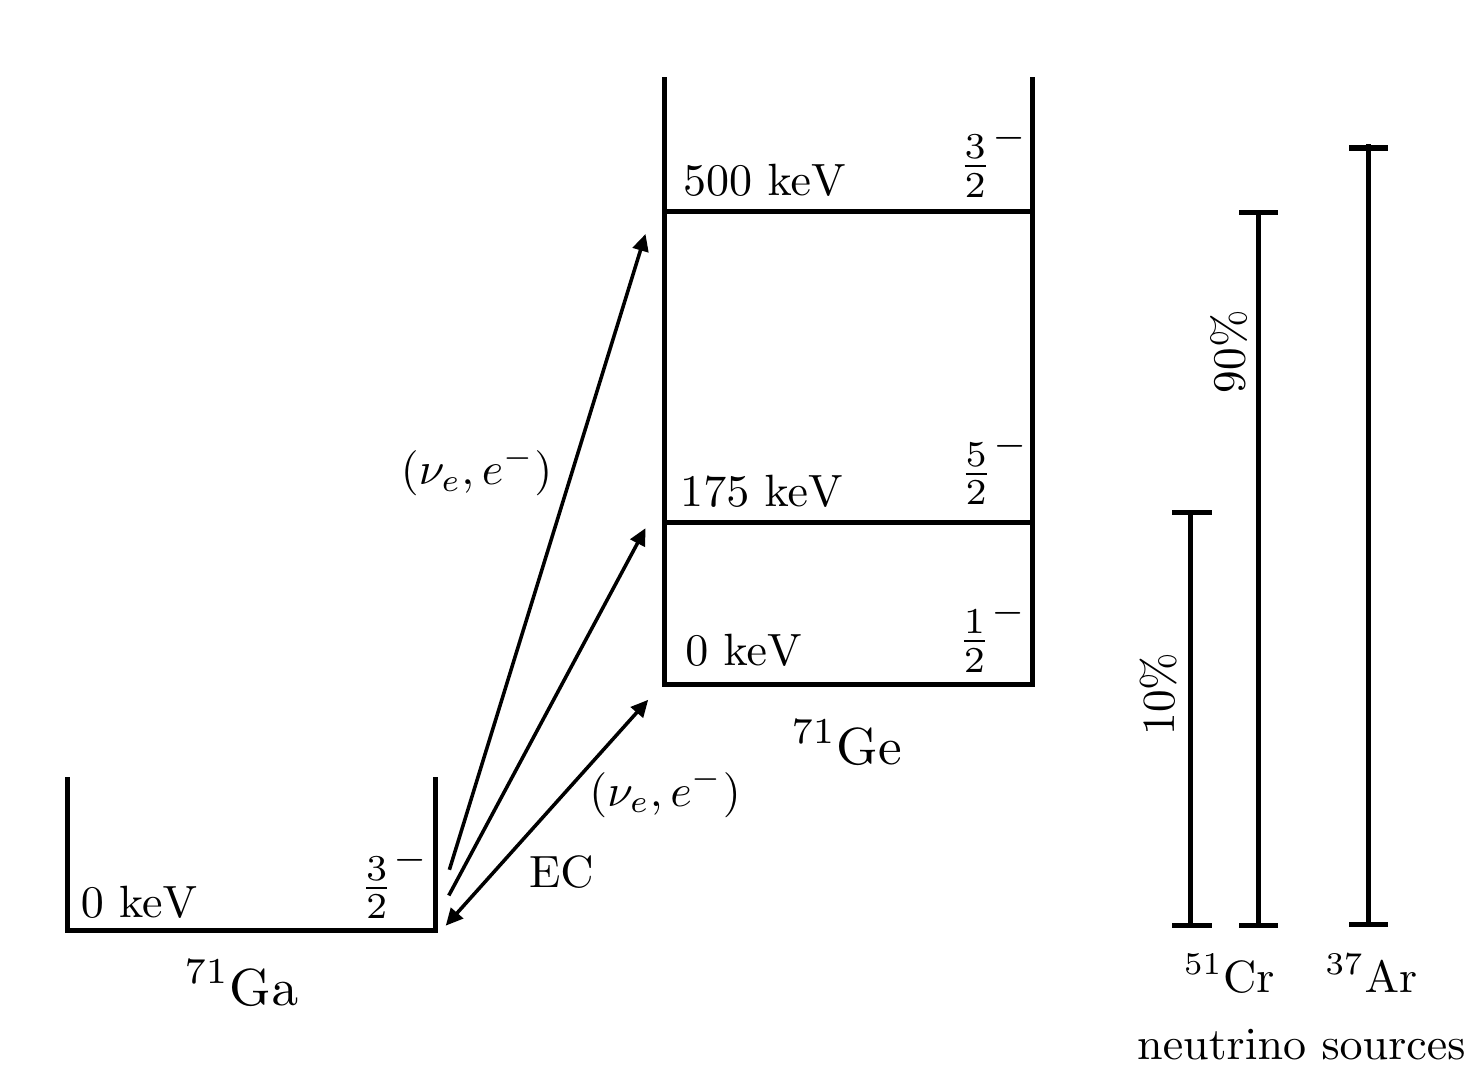 500 keV 3/2⁻
(νₑ, e⁻)
175 keV 5/2⁻
0 keV 1/2⁻
⁷¹Ge
(νₑ, e⁻)
EC
0 keV 3/2⁻
⁷¹Ga
90%
10%
⁵¹Cr ³⁷Ar
neutrino sources